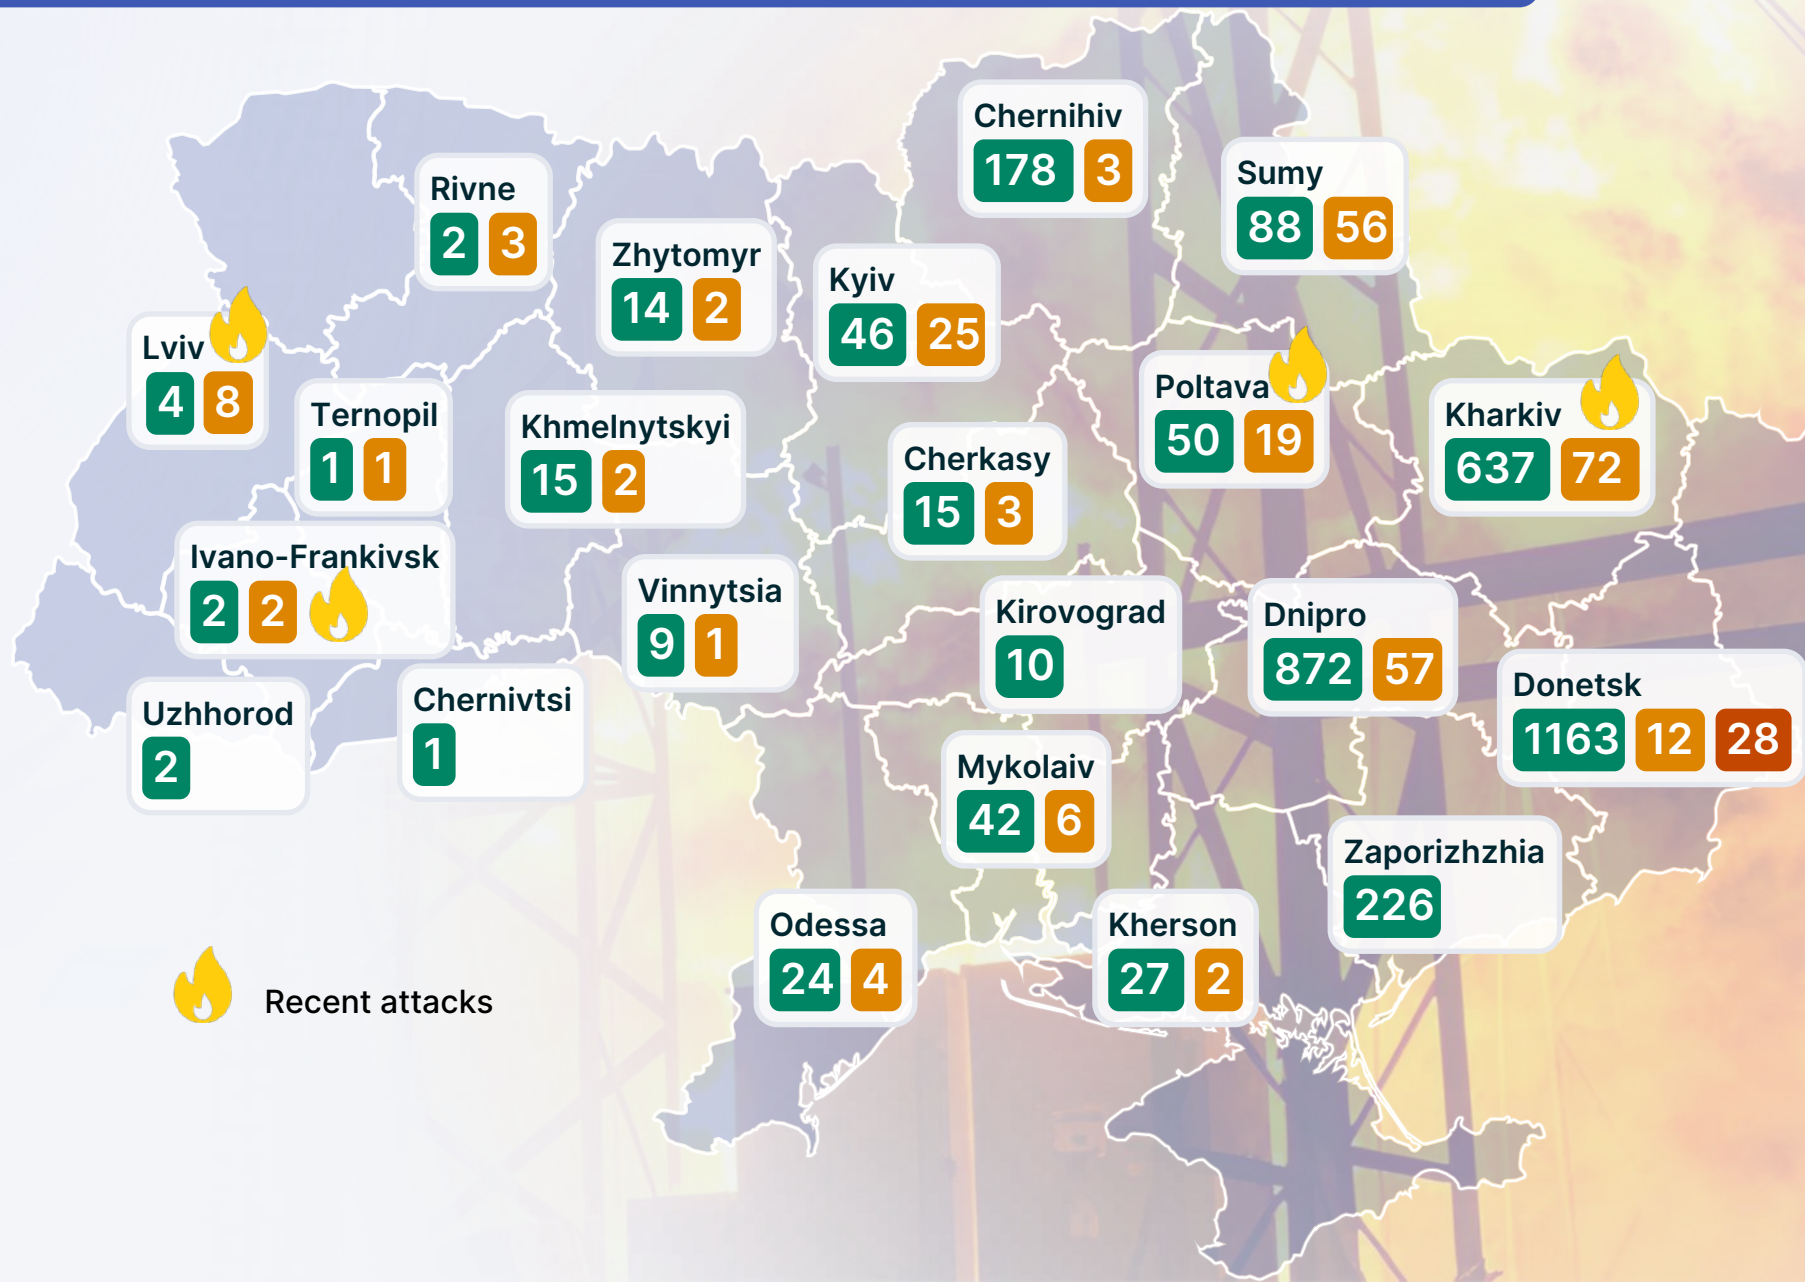 Chernihiv
178 3
Sumy
88 56
Rivne
2 3
Zhytomyr
14 2
Kyiv
46 25
Lviv
4 8
Poltava
50 19
Kharkiv
637 72
Ternopil
1 1
Khmelnytskyi
15 2
Cherkasy
15 3
Ivano-Frankivsk
2 2
Vinnytsia
9 1
Kirovograd
10
Dnipro
872 57
Donetsk
1163 12 28
Uzhhorod
2
Chernivtsi
1
Mykolaiv
42 6
Zaporizhzhia
226
Odessa
24 4
Kherson
27 2
Recent attacks